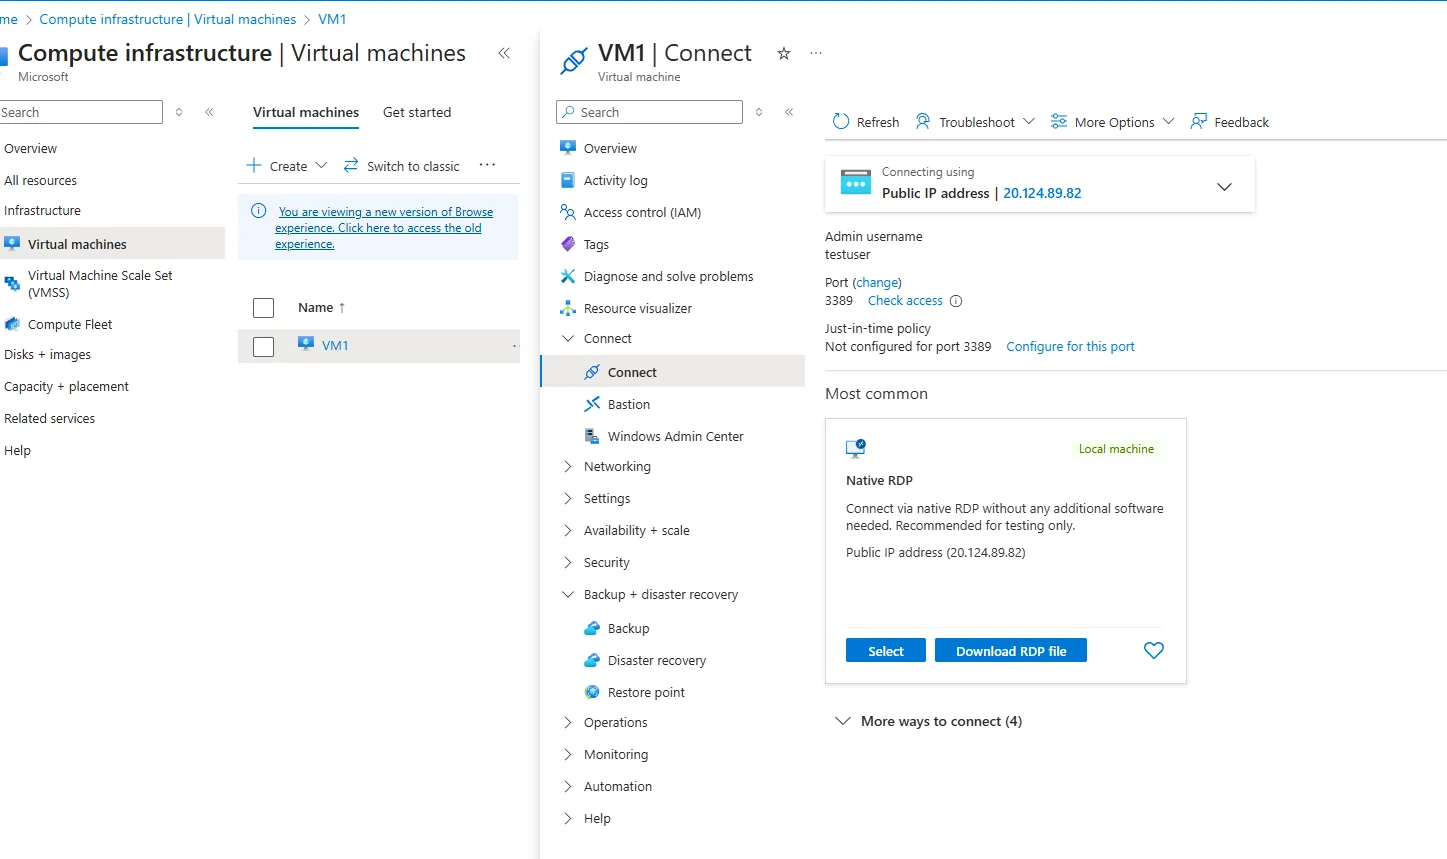 me > Compute infrastructure | Virtual machines > VM1
Compute infrastructure | Virtual machines
Microsoft
Search
Overview
All resources
Infrastructure
Virtual machines
Virtual Machine Scale Set
(VMSS)
Compute Fleet
Disks + images
Capacity + placement
Related services
Help
Virtual machines Get started
Create Switch to classic ...
You are viewing a new version of Browse
experience. Click here to access the old
experience.
Name ↑
VM1
VM1 | Connect
Virtual machine
Search
Overview
Activity log
Access control (IAM)
Tags
Diagnose and solve problems
Resource visualizer
Connect
Connect
Bastion
Windows Admin Center
Networking
Settings
Availability + scale
Security
Backup + disaster recovery
Backup
Disaster recovery
Restore point
Operations
Monitoring
Automation
Help
Refresh Troubleshoot More Options Feedback
Connecting using
Public IP address | 20.124.89.82
Admin username
testuser
Port (change)
3389 Check access
Just-in-time policy
Not configured for port 3389 Configure for this port
Most common
Local machine
Native RDP
Connect via native RDP without any additional software
needed. Recommended for testing only.
Public IP address (20.124.89.82)
Select Download RDP file
More ways to connect (4)